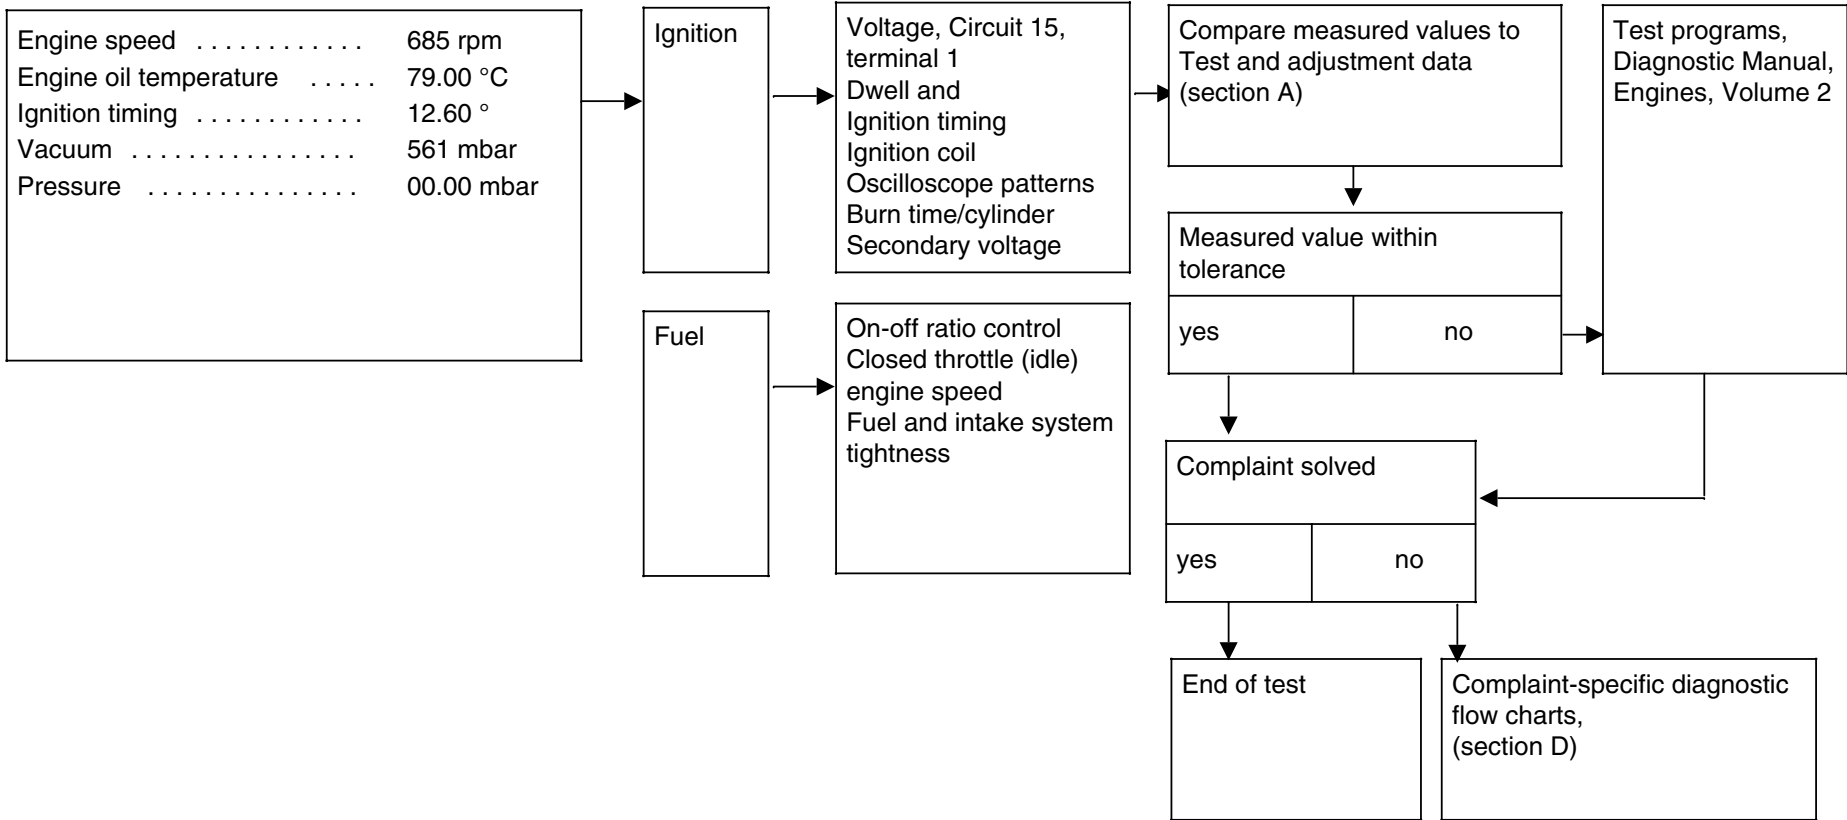 Engine speed . . . . . . . . . . . . 685 rpm
Engine oil temperature . . . . . 79.00 °C
Ignition timing . . . . . . . . . . . . 12.60 °
Vacuum . . . . . . . . . . . . . . . . 561 mbar
Pressure . . . . . . . . . . . . . . . 00.00 mbar
Ignition
Voltage, Circuit 15,
terminal 1
Dwell and
Ignition timing
Ignition coil
Oscilloscope patterns
Burn time/cylinder
Secondary voltage
Compare measured values to
Test and adjustment data
(section A)
Test programs,
Diagnostic Manual,
Engines, Volume 2
Measured value within
tolerance
yes
no
Fuel
On-off ratio control
Closed throttle (idle)
engine speed
Fuel and intake system
tightness
Complaint solved
yes
no
End of test
Complaint-specific diagnostic
flow charts,
(section D)